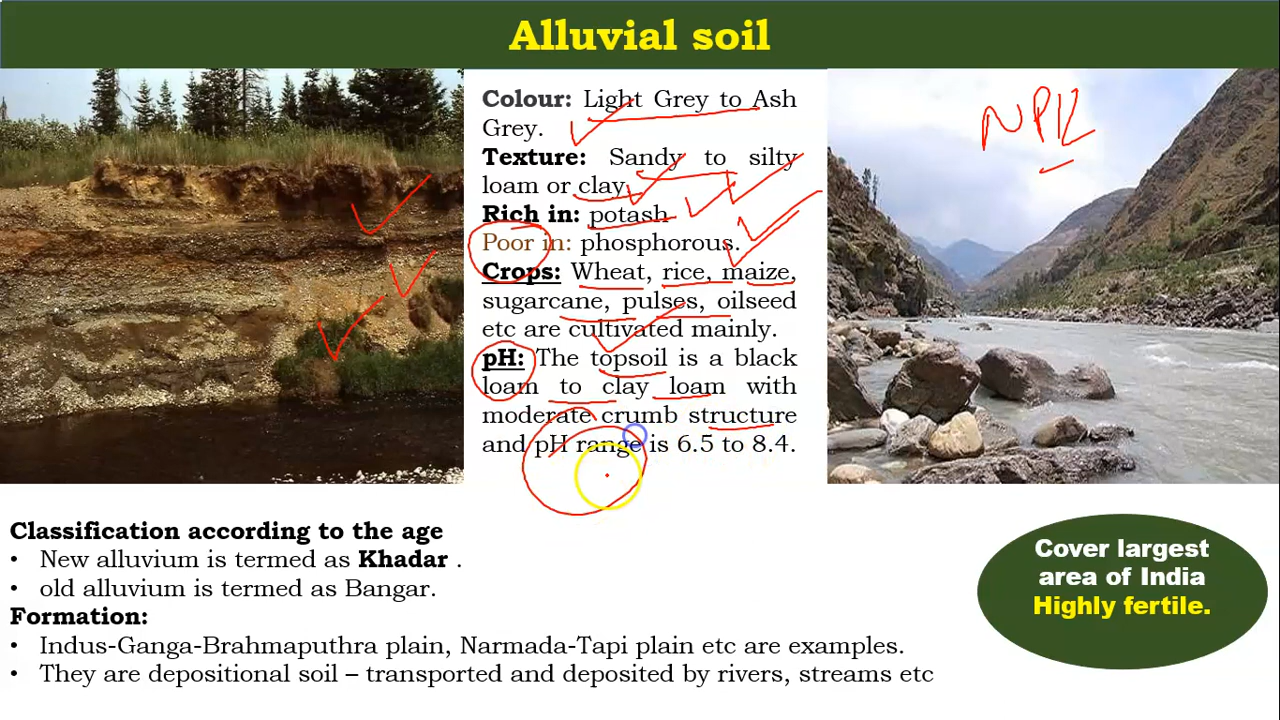 Alluvial soil
Colour: Light Grey to Ash
Grey.
Texture: Sandy to silty
loam or clay
Rich in: potash
Poor in: phosphorous.
Crops: Wheat, rice, maize,
sugarcane, pulses, oilseed
etc are cultivated mainly.
pH: The topsoil is a black
loam to clay loam with
moderate crumb structure
and pH range is 6.5 to 8.4.
NPK
Classification according to the age
• New alluvium is termed as Khadar .
• old alluvium is termed as Bangar.
Formation:
• Indus-Ganga-Brahmaputhra plain, Narmada-Tapi plain etc are examples.
• They are depositional soil – transported and deposited by rivers, streams etc
Cover largest
area of India
Highly fertile.